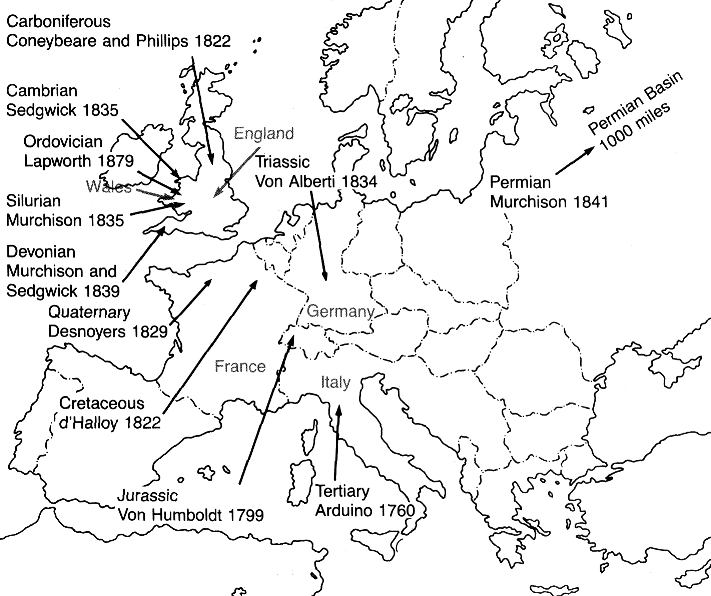 Carboniferous
Coneybeare and Phillips 1822
Cambrian
Sedgwick 1835
Ordovician
Lapworth 1879
Wales
England
Silurian
Murchison 1835
Devonian
Murchison and
Sedgwick 1839
Quaternary
Desnoyers 1829
Triassic
Von Alberti 1834
Permian Basin
1000 miles
Permian
Murchison 1841
Germany
France
Italy
Cretaceous
d'Halloy 1822
Jurassic
Von Humboldt 1799
Tertiary
Arduino 1760